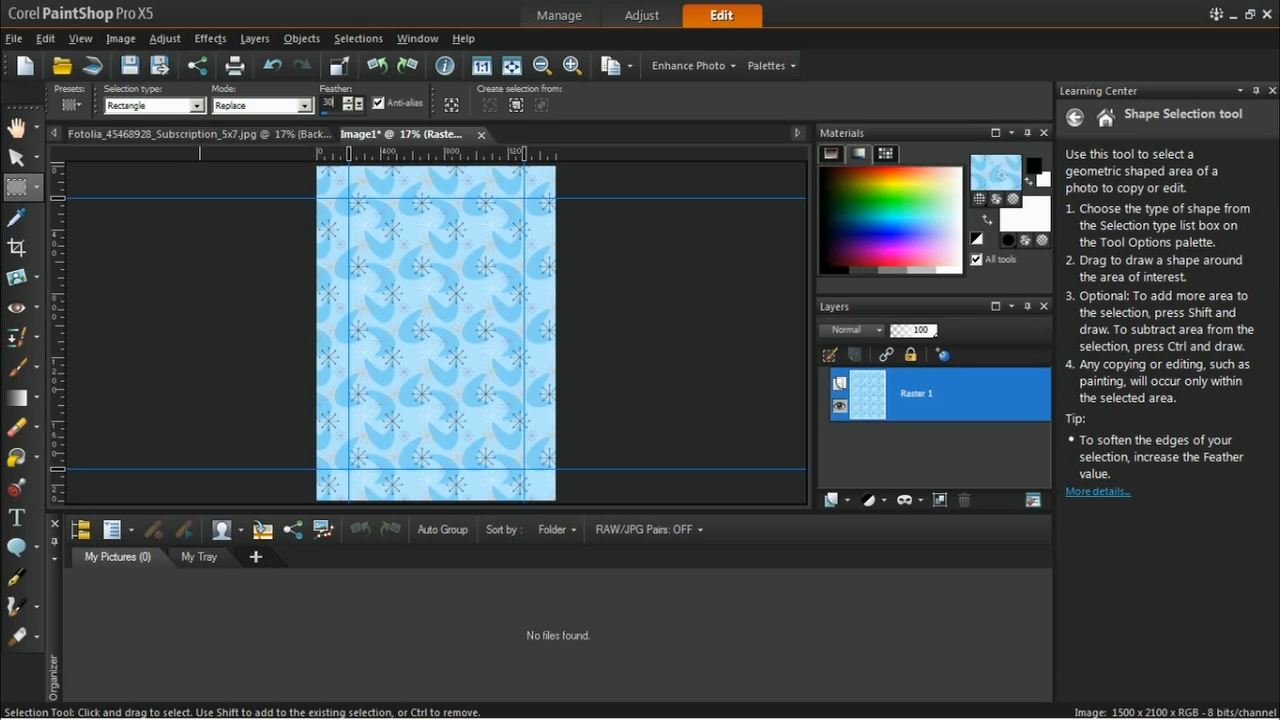 Corel PaintShop Pro X5
Manage
Adjust
Edit
File Edit View Image Adjust Effects Layers Objects Selections Window Help
1:1
Enhance Photo
Palettes
Presets:
Selection type:
Mode:
Feather:
Create selection from:
Rectangle
Replace
30
Anti-alias
Fotolia_45468928_Subscription_5x7.jpg @ 17% (Back...
Image1* @ 17% (Raste...
0 400 800 120
Materials
All tools
Layers
Normal
100
Raster 1
Learning Center
Shape Selection tool
Use this tool to select a
geometric shaped area of a
photo to copy or edit.
1. Choose the type of shape from
the Selection type list box on
the Tool Options palette.
2. Drag to draw a shape around
the area of interest.
3. Optional: To add more area to
the selection, press Shift and
draw. To subtract area from the
selection, press Ctrl and draw.
4. Any copying or editing, such as
painting, will occur only within
the selected area.
Tip:
• To soften the edges of your
selection, increase the Feather
value.
More details...
Auto Group
Sort by :
Folder
RAW/JPG Pairs: OFF
My Pictures (0)
My Tray
No files found.
Organizer
Selection Tool: Click and drag to select. Use Shift to add to the existing selection, or Ctrl to remove.
Image: 1500 x 2100 x RGB - 8 bits/channel